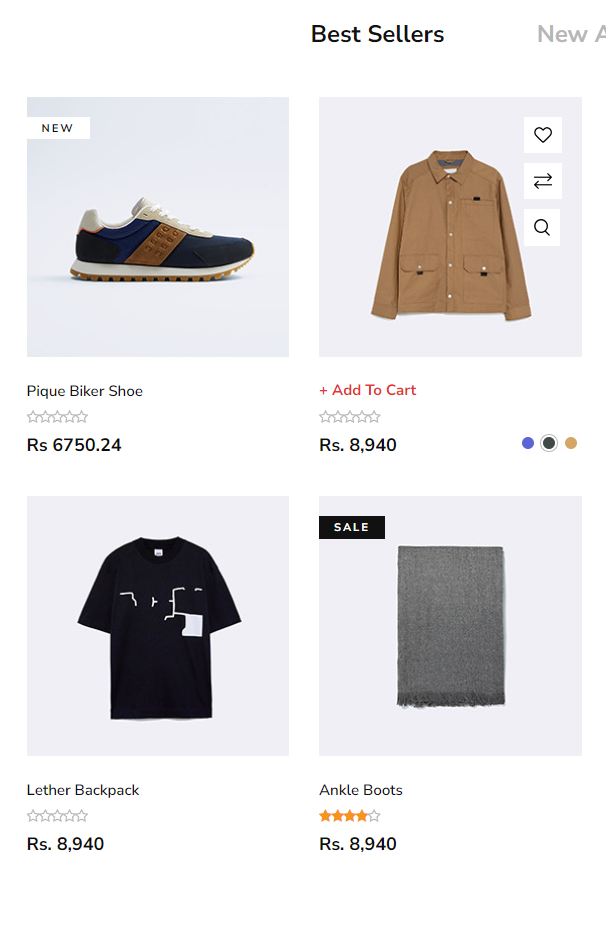 Best Sellers
New A
NEW
Pique Biker Shoe
+ Add To Cart
Rs 6750.24
Rs. 8,940
SALE
Lether Backpack
Ankle Boots
Rs. 8,940
Rs. 8,940